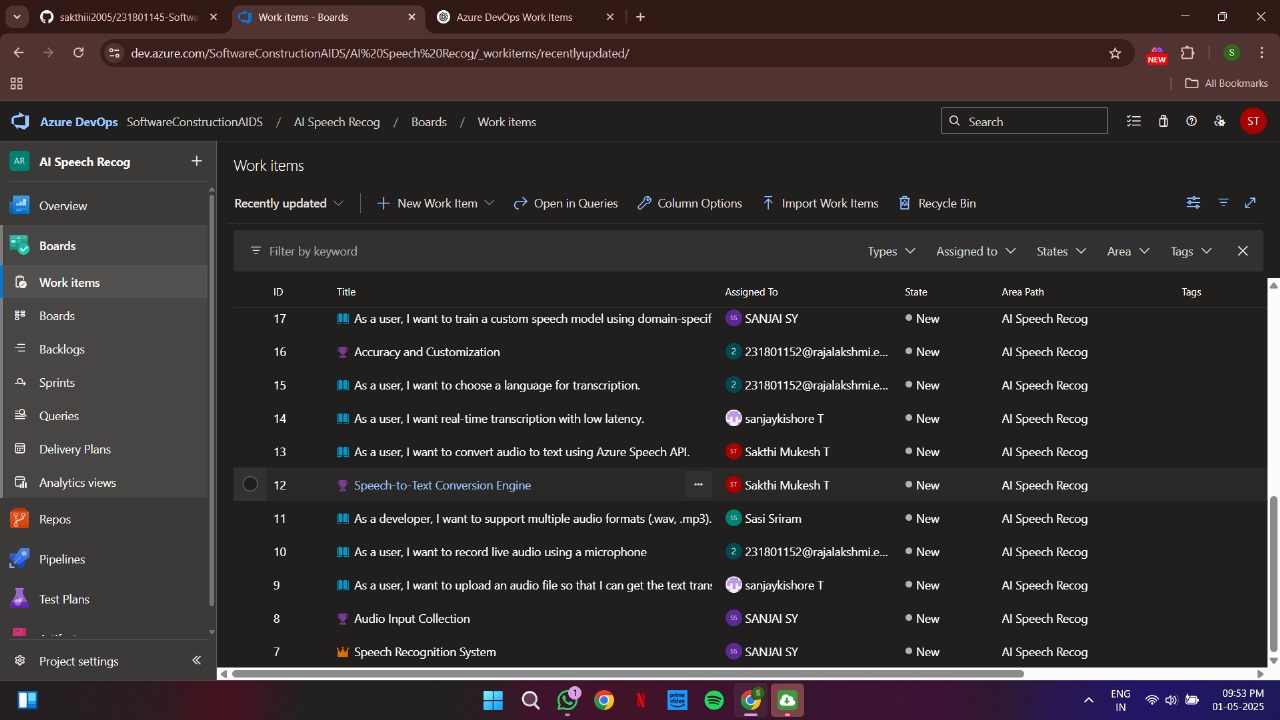 sakthiii2005/231801145-Softwa
Work items - Boards
Azure DevOps Work Items
dev.azure.com/SoftwareConstructionAIDS/AI%20Speech%20Recog/_workitems/recentlyupdated/
NEW
S
All Bookmarks
Azure DevOps SoftwareConstructionAIDS / AI Speech Recog / Boards / Work items
Search
ST
AR AI Speech Recog
Overview
Boards
Work items
Boards
Backlogs
Sprints
Queries
Delivery Plans
Analytics views
Repos
Pipelines
Test Plans
Project settings
Work items
Recently updated New Work Item Open in Queries Column Options Import Work Items Recycle Bin
Filter by keyword Types Assigned to States Area Tags
ID Title Assigned To State Area Path Tags
17 As a user, I want to train a custom speech model using domain-specif SS SANJAI SY New AI Speech Recog
16 Accuracy and Customization 2 231801152@rajalakshmi.e... New AI Speech Recog
15 As a user, I want to choose a language for transcription. 2 231801152@rajalakshmi.e... New AI Speech Recog
14 As a user, I want real-time transcription with low latency. sanjaykishore T New AI Speech Recog
13 As a user, I want to convert audio to text using Azure Speech API. ST Sakthi Mukesh T New AI Speech Recog
12 Speech-to-Text Conversion Engine ... ST Sakthi Mukesh T New AI Speech Recog
11 As a developer, I want to support multiple audio formats (.wav, .mp3). SS Sasi Sriram New AI Speech Recog
10 As a user, I want to record live audio using a microphone 2 231801152@rajalakshmi.e... New AI Speech Recog
9 As a user, I want to upload an audio file so that I can get the text trans sanjaykishore T New AI Speech Recog
8 Audio Input Collection SS SANJAI SY New AI Speech Recog
7 Speech Recognition System SS SANJAI SY New AI Speech Recog
1
S
ENG
IN
09:53 PM
01-05-2025